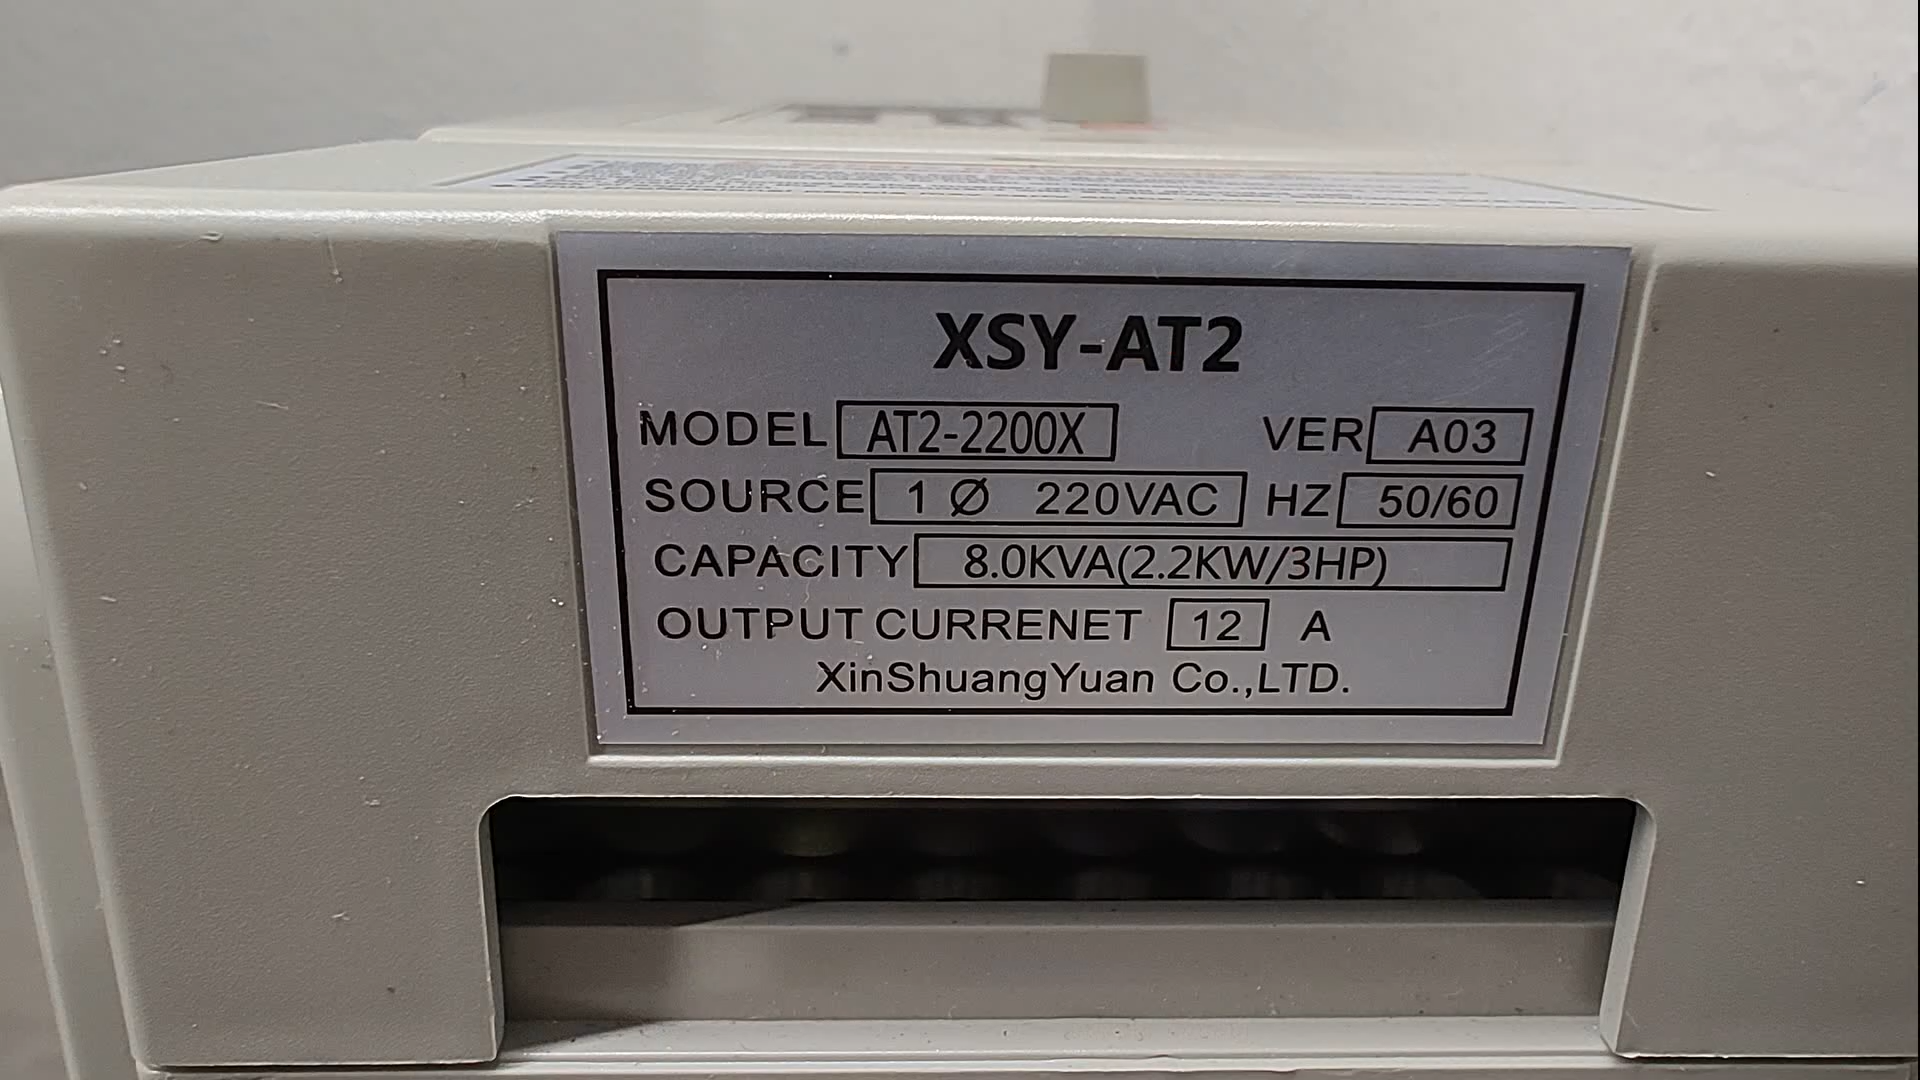 XSY-AT2
MODEL AT2-2200X VER A03
SOURCE 1 Ø 220VAC HZ 50/60
CAPACITY 8.0KVA(2.2KW/3HP)
OUTPUT CURRENET 12 A
XinShuangYuan Co.,LTD.